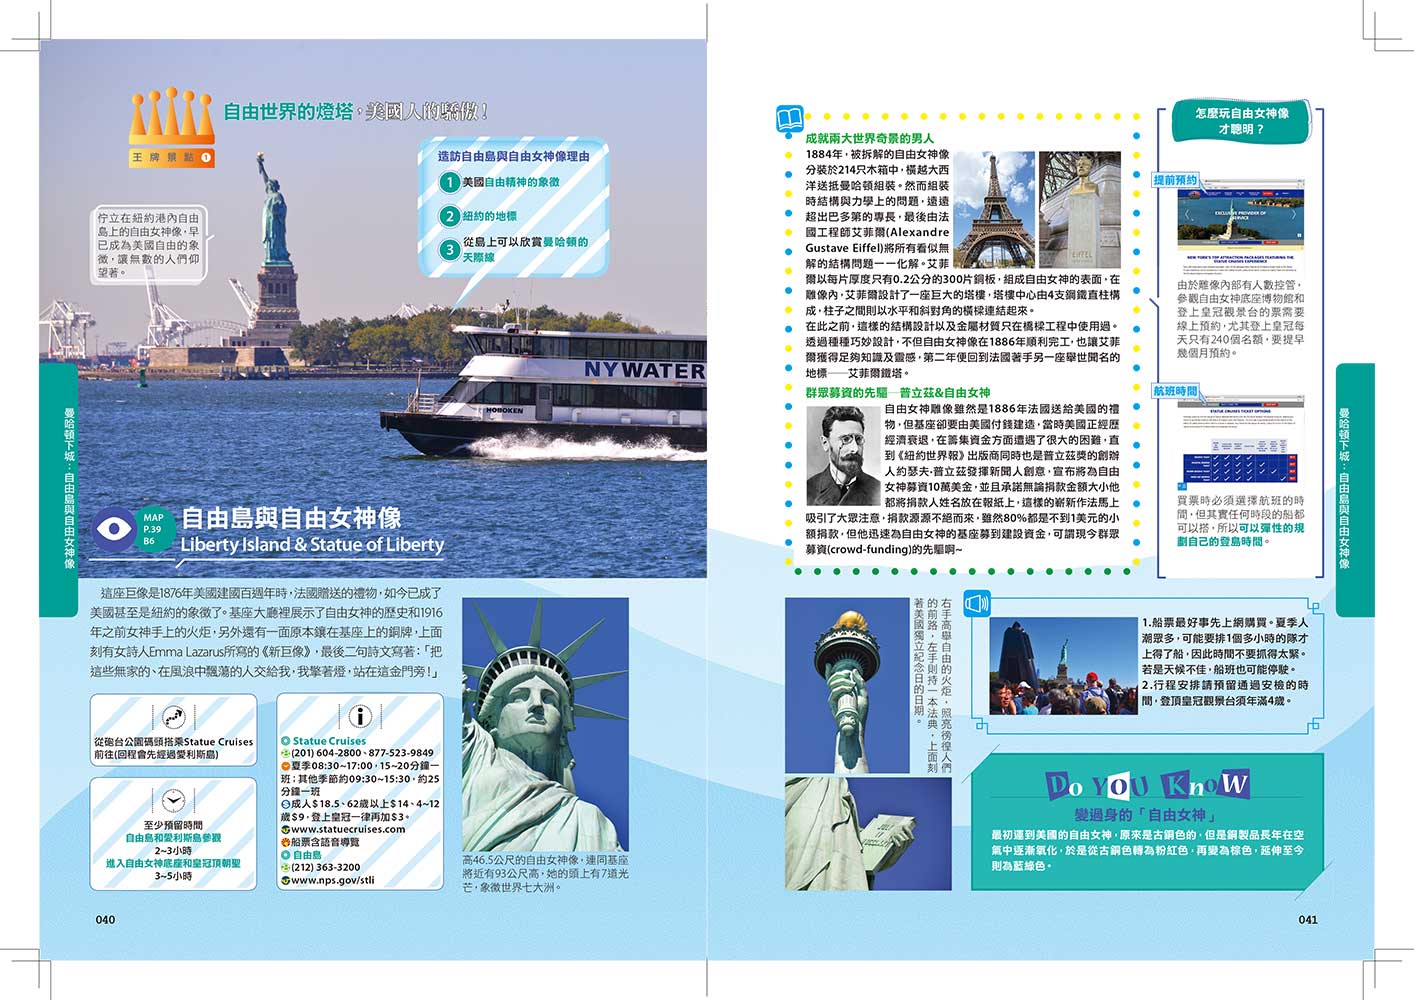 自由世界的燈塔，美國人的驕傲！
王牌景點 1
佇立在紐約港內自由
島上的自由女神像，早
已成為美國自由的象
徵，讓無數的人們仰
望著。
造訪自由島與自由女神像理由
1 美國自由精神的象徵
2 紐約的地標
3 從島上可以欣賞曼哈頓的
天際線
NYWATER
HOBOKEN
曼哈頓下城：自由島與自由女神像
MAP
P.39
B6
自由島與自由女神像
Liberty Island & Statue of Liberty
這座巨像是1876年美國建國百週年時，法國贈送的禮物，如今已成了
美國甚至是紐約的象徵了。基座大廳裡展示了自由女神的歷史和1916
年之前女神手上的火炬，另外還有一面原本鑲在基座上的銅牌，上面
刻有女詩人Emma Lazarus所寫的《新巨像》，最後二句詩文寫著：「把
這些無家的、在風浪中飄蕩的人交給我，我擎著燈，站在這金門旁！」
從砲台公園碼頭搭乘Statue Cruises
前往(回程會先經過愛利斯島)
至少預留時間
自由島和愛利斯島參觀
2~3小時
進入自由女神底座和皇冠頂朝聖
3~5小時
◎ Statue Cruises
(201) 604-2800、877-523-9849
夏季08:30~17:00，15~20分鐘一
班；其他季節約09:30~15:30，約25
分鐘一班
成人$18.5、62歲以上$14、4~12
歲$9，登上皇冠一律再加$3。
www.statuecruises.com
船票含語音導覽
◎ 自由島
(212) 363-3200
www.nps.gov/stli
高46.5公尺的自由女神像，連同基座
將近有93公尺高，她的頭上有7道光
芒，象徵世界七大洲。
040
成就兩大世界奇景的男人
1884年，被拆解的自由女神像
分裝於214只木箱中，橫越大西
洋送抵曼哈頓組裝。然而組裝
時結構與力學上的問題，遠遠
超出巴多第的專長，最後由法
國工程師艾菲爾(Alexandre
Gustave Eiffel)將所有看似無
解的結構問題一一化解。艾菲
爾以每片厚度只有0.2公分的300片銅板，組成自由女神的表面，在
雕像內，艾菲爾設計了一座巨大的塔樓，塔樓中心由4支鋼鐵直柱構
成，柱子之間則以水平和斜對角的橫樑連結起來。
在此之前，這樣的結構設計以及金屬材質只在橋樑工程中使用過。
透過種種巧妙設計，不但自由女神像在1886年順利完工，也讓艾菲
爾獲得足夠知識及靈感，第二年便回到法國著手另一座舉世聞名的
地標──艾菲爾鐵塔。
EIFFEL
群眾募資的先驅─普立茲&自由女神
自由女神雕像雖然是1886年法國送給美國的禮
物，但基座卻要由美國付錢建造，當時美國正經歷
經濟衰退，在籌集資金方面遭遇了很大的困難，直
到《紐約世界報》出版商同時也是普立茲獎的創辦
人約瑟夫·普立茲發揮新聞人創意，宣布將為自由
女神募資10萬美金，並且承諾無論捐款金額大小他
都將捐款人姓名放在報紙上，這樣的嶄新作法馬上
吸引了大眾注意，捐款源源不絕而來，雖然80%都是不到1美元的小
額捐款，但他迅速為自由女神的基座募到建設資金，可謂現今群眾
募資(crowd-funding)的先驅啊~
怎麼玩自由女神像
才聰明？
提前預約
EXCLUSIVE PROVIDER OF
SERVICE
NEW YORK'S TOP ATTRACTION PACKAGES FEATURING THE
STATUE CRUISES EXPERIENCE
由於雕像內部有人數控管，
參觀自由女神底座博物館和
登上皇冠觀景台的票需要
線上預約，尤其登上皇冠每
天只有240個名額，要提早
幾個月預約。
航班時間
STATUE CRUISES TICKET OPTIONS
買票時必須選擇航班的時
間，但其實任何時段的船都
可以搭，所以可以彈性的規
劃自己的登島時間。
曼哈頓下城：自由島與自由女神像
右手高舉自由的火炬，照亮徬徨人們
的前路，左手則持一本法典，上面刻
著美國獨立紀念日的日期。
1.船票最好事先上網購買。夏季人
潮眾多，可能要排1個多小時的隊才
上得了船，因此時間不要抓得太緊。
若是天候不佳，船班也可能停駛。
2.行程安排請預留通過安檢的時
間，登頂皇冠觀景台須年滿4歲。
Do YOU KnoW
變過身的「自由女神」
最初運到美國的自由女神，原來是古銅色的，但是銅製品長年在空
氣中逐漸氧化，於是從古銅色轉為粉紅色，再變為棕色，延伸至今
則為藍綠色。
041